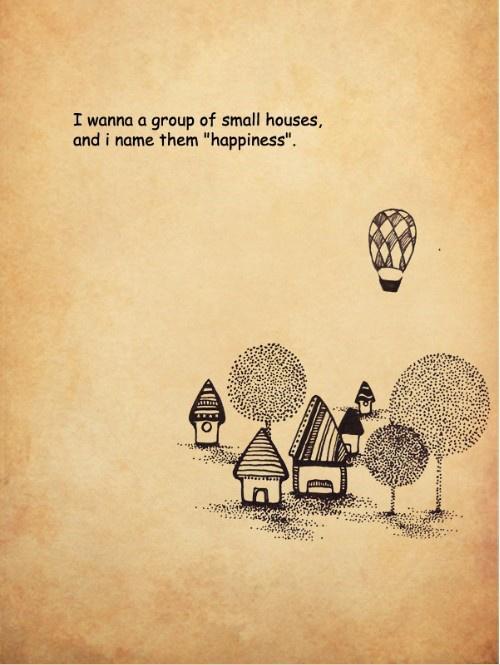 I wanna a group of small houses,
and i name them "happiness".